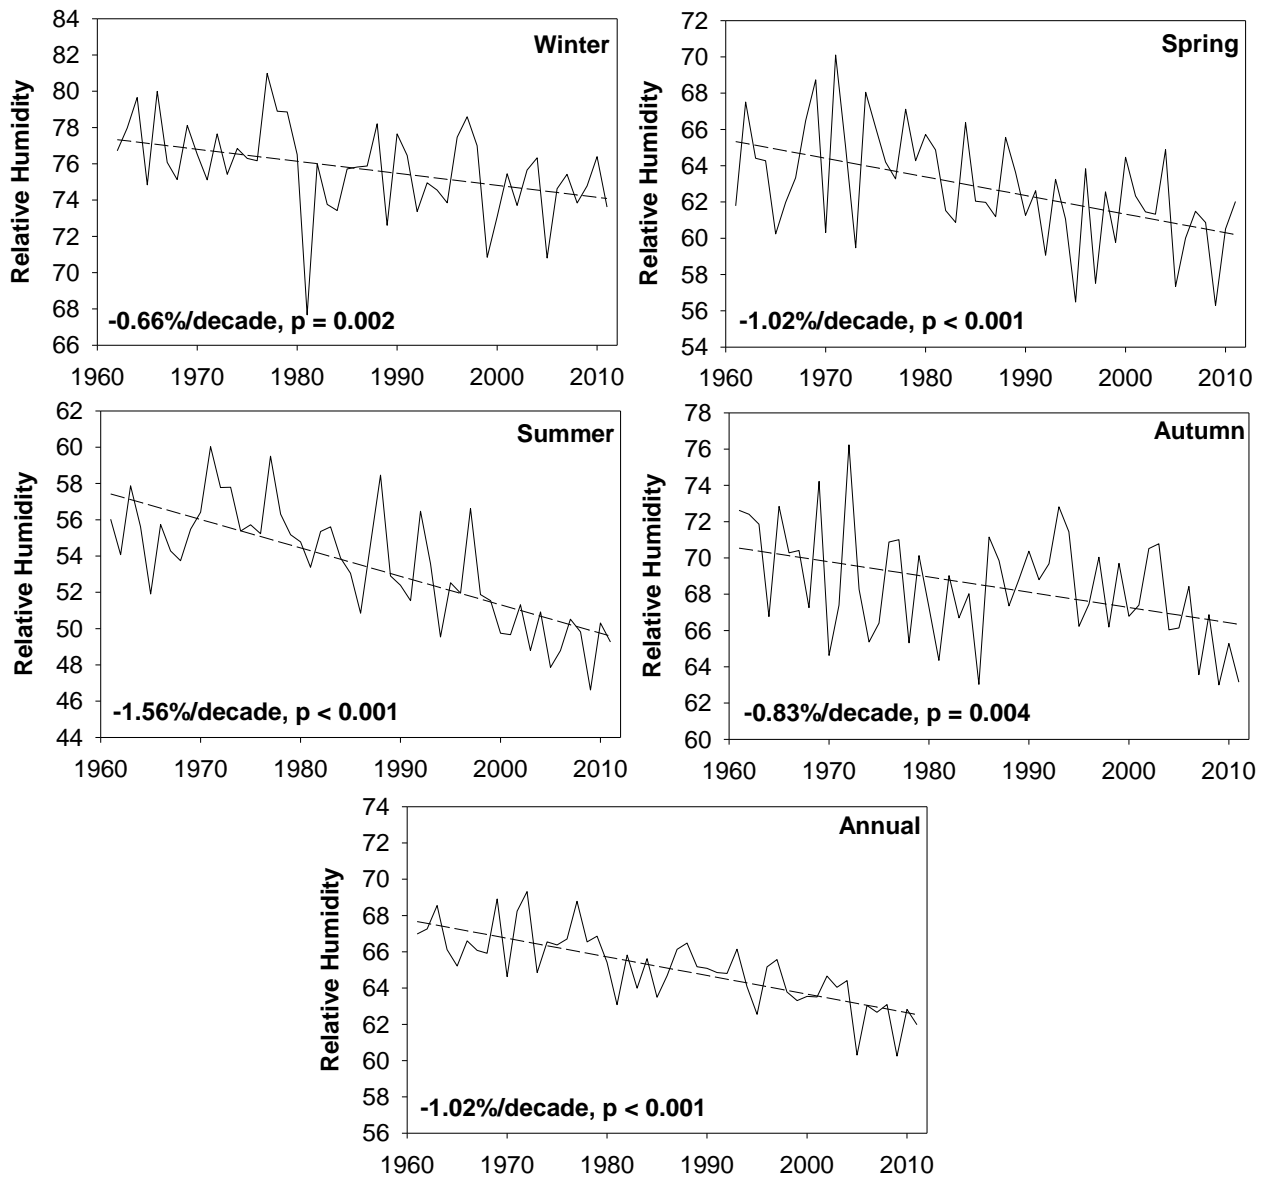 84
82
80
78
76
74
72
70
68
66
Relative Humidity
Winter
-0.66%/decade, p = 0.002
1960 1970 1980 1990 2000 2010
72
70
68
66
64
62
60
58
56
54
Relative Humidity
Spring
-1.02%/decade, p < 0.001
1960 1970 1980 1990 2000 2010
62
60
58
56
54
52
50
48
46
44
Relative Humidity
Summer
-1.56%/decade, p < 0.001
1960 1970 1980 1990 2000 2010
78
76
74
72
70
68
66
64
62
60
Relative Humidity
Autumn
-0.83%/decade, p = 0.004
1960 1970 1980 1990 2000 2010
74
72
70
68
66
64
62
60
58
56
Relative Humidity
Annual
-1.02%/decade, p < 0.001
1960 1970 1980 1990 2000 2010